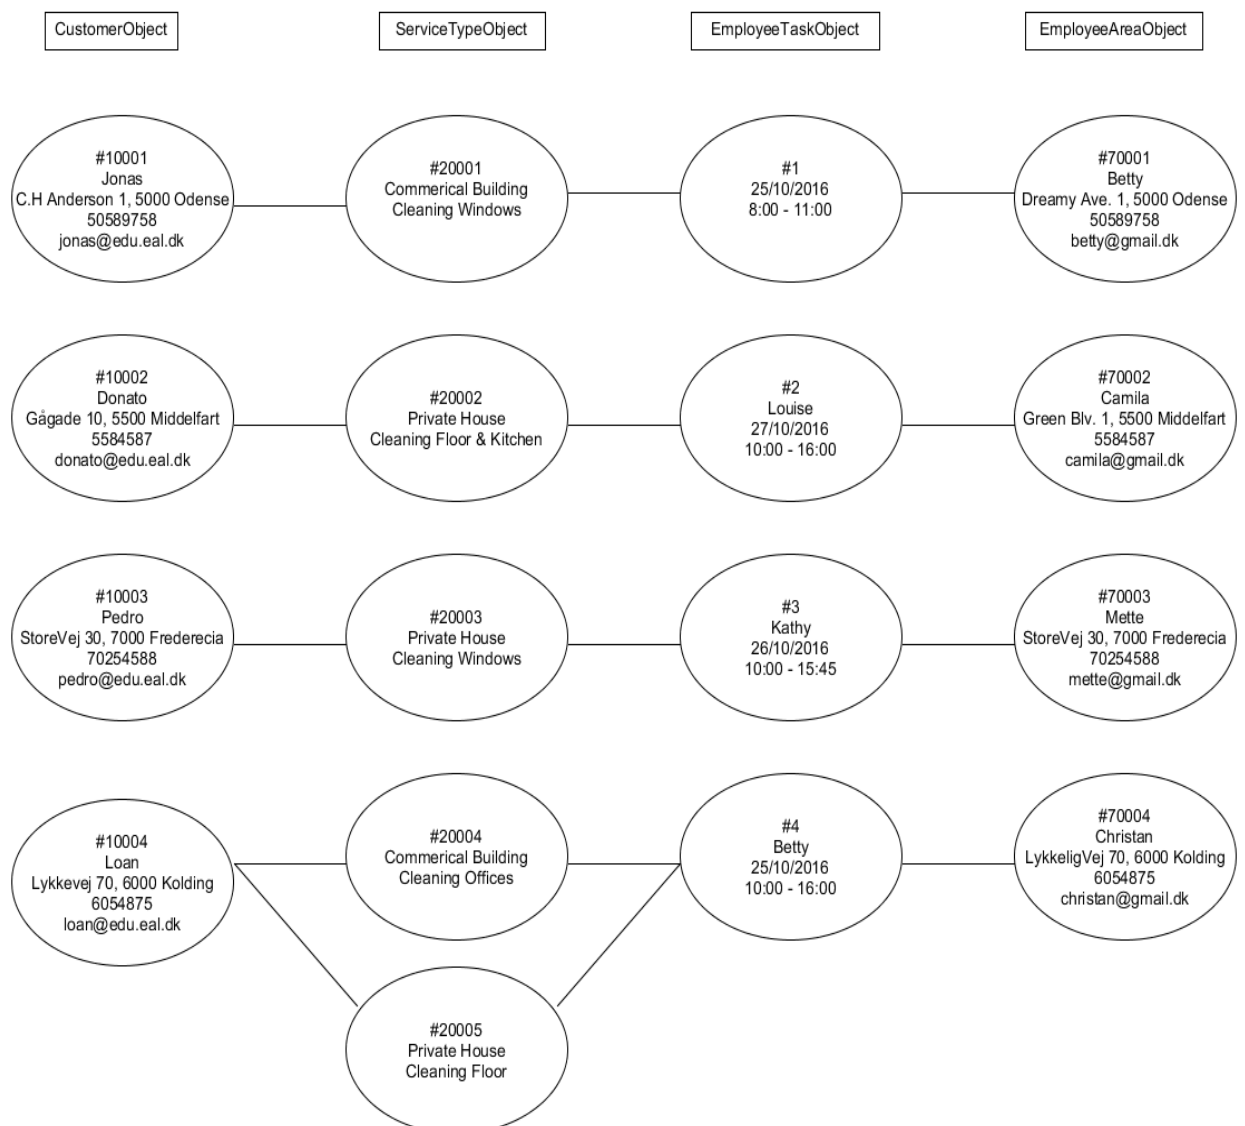 CustomerObject
ServiceTypeObject
EmployeeTaskObject
EmployeeAreaObject
#10001
Jonas
C.H Anderson 1, 5000 Odense
50589758
jonas@edu.eal.dk
#20001
Commerical Building
Cleaning Windows
#1
25/10/2016
8:00 - 11:00
#70001
Betty
Dreamy Ave. 1, 5000 Odense
50589758
betty@gmail.dk
#10002
Donato
Gågade 10, 5500 Middelfart
5584587
donato@edu.eal.dk
#20002
Private House
Cleaning Floor & Kitchen
#2
Louise
27/10/2016
10:00 - 16:00
#70002
Camila
Green Blv. 1, 5500 Middelfart
5584587
camila@gmail.dk
#10003
Pedro
StoreVej 30, 7000 Frederecia
70254588
pedro@edu.eal.dk
#20003
Private House
Cleaning Windows
#3
Kathy
26/10/2016
10:00 - 15:45
#70003
Mette
StoreVej 30, 7000 Frederecia
70254588
mette@gmail.dk
#10004
Loan
Lykkevej 70, 6000 Kolding
6054875
loan@edu.eal.dk
#20004
Commerical Building
Cleaning Offices
#4
Betty
25/10/2016
10:00 - 16:00
#70004
Christan
LykkeligVej 70, 6000 Kolding
6054875
christan@gmail.dk
#20005
Private House
Cleaning Floor